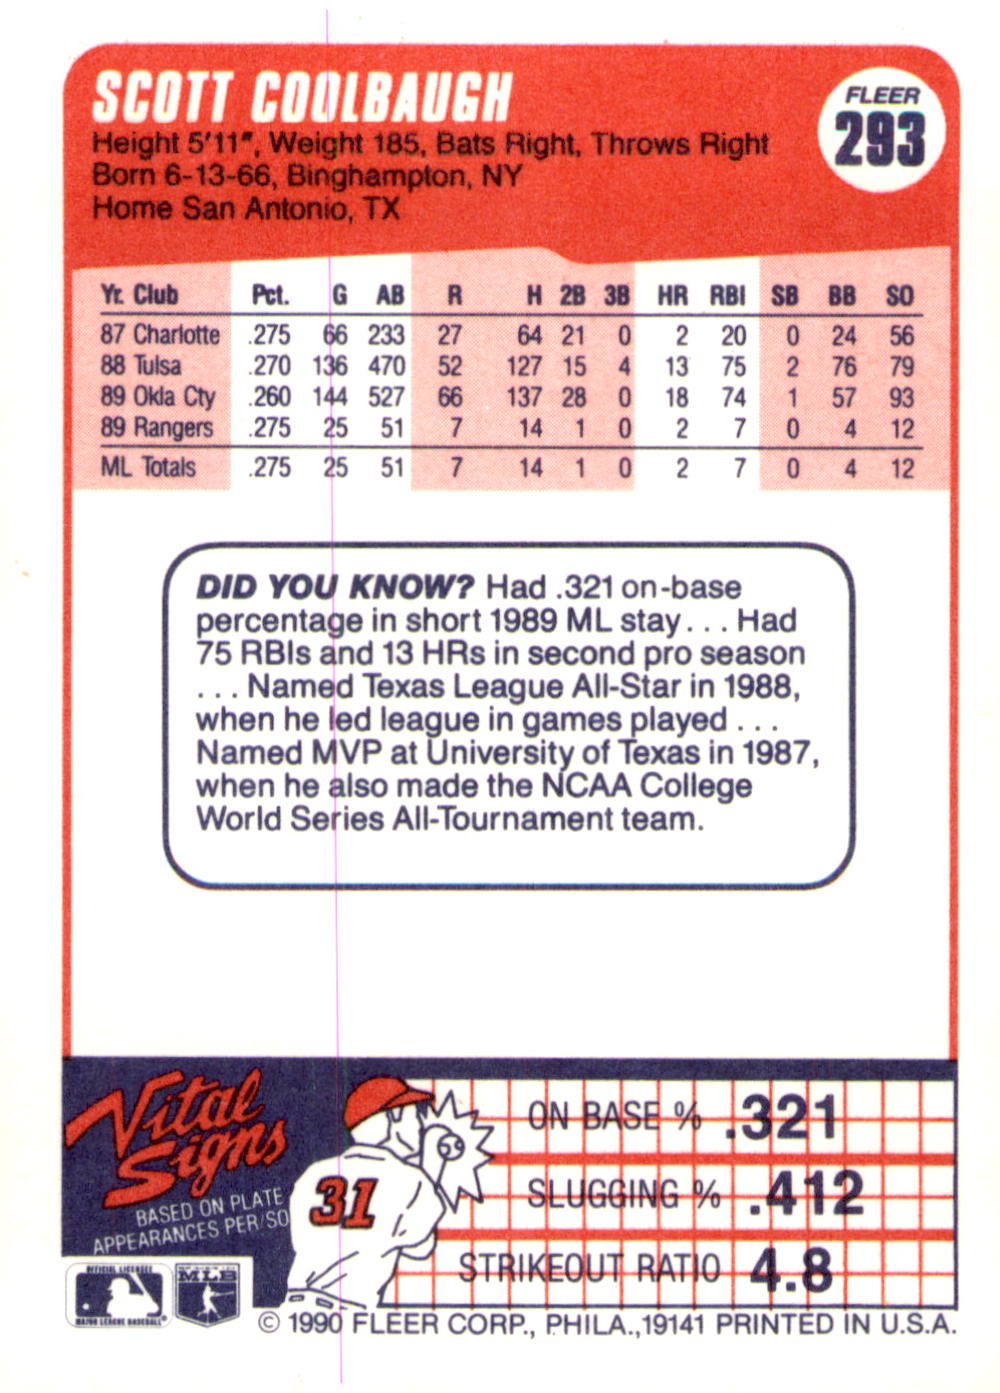 SCOTT COOLBAUGH
FLEER
293
Height 5'11", Weight 185, Bats Right, Throws Right
Born 6-13-66, Binghampton, NY
Home San Antonio, TX
Yr. Club Pct. G AB R H 2B 3B HR RBI SB BB SO
87 Charlotte .275 66 233 27 64 21 0 2 20 0 24 56
88 Tulsa .270 136 470 52 127 15 4 13 75 2 76 79
89 Okla Cty .260 144 527 66 137 28 0 18 74 1 57 93
89 Rangers .275 25 51 7 14 1 0 2 7 0 4 12
ML Totals .275 25 51 7 14 1 0 2 7 0 4 12
DID YOU KNOW? Had .321 on-base
percentage in short 1989 ML stay . . . Had
75 RBIs and 13 HRs in second pro season
. . . Named Texas League All-Star in 1988,
when he led league in games played . . .
Named MVP at University of Texas in 1987,
when he also made the NCAA College
World Series All-Tournament team.
Vital
Signs
BASED ON PLATE
APPEARANCES PER/SO
31
ON BASE % .321
SLUGGING % .412
STRIKEOUT RATIO 4.8
OFFICIAL LICENSEE
MAJOR LEAGUE BASEBALL
MLB
© 1990 FLEER CORP., PHILA.,19141 PRINTED IN U.S.A.